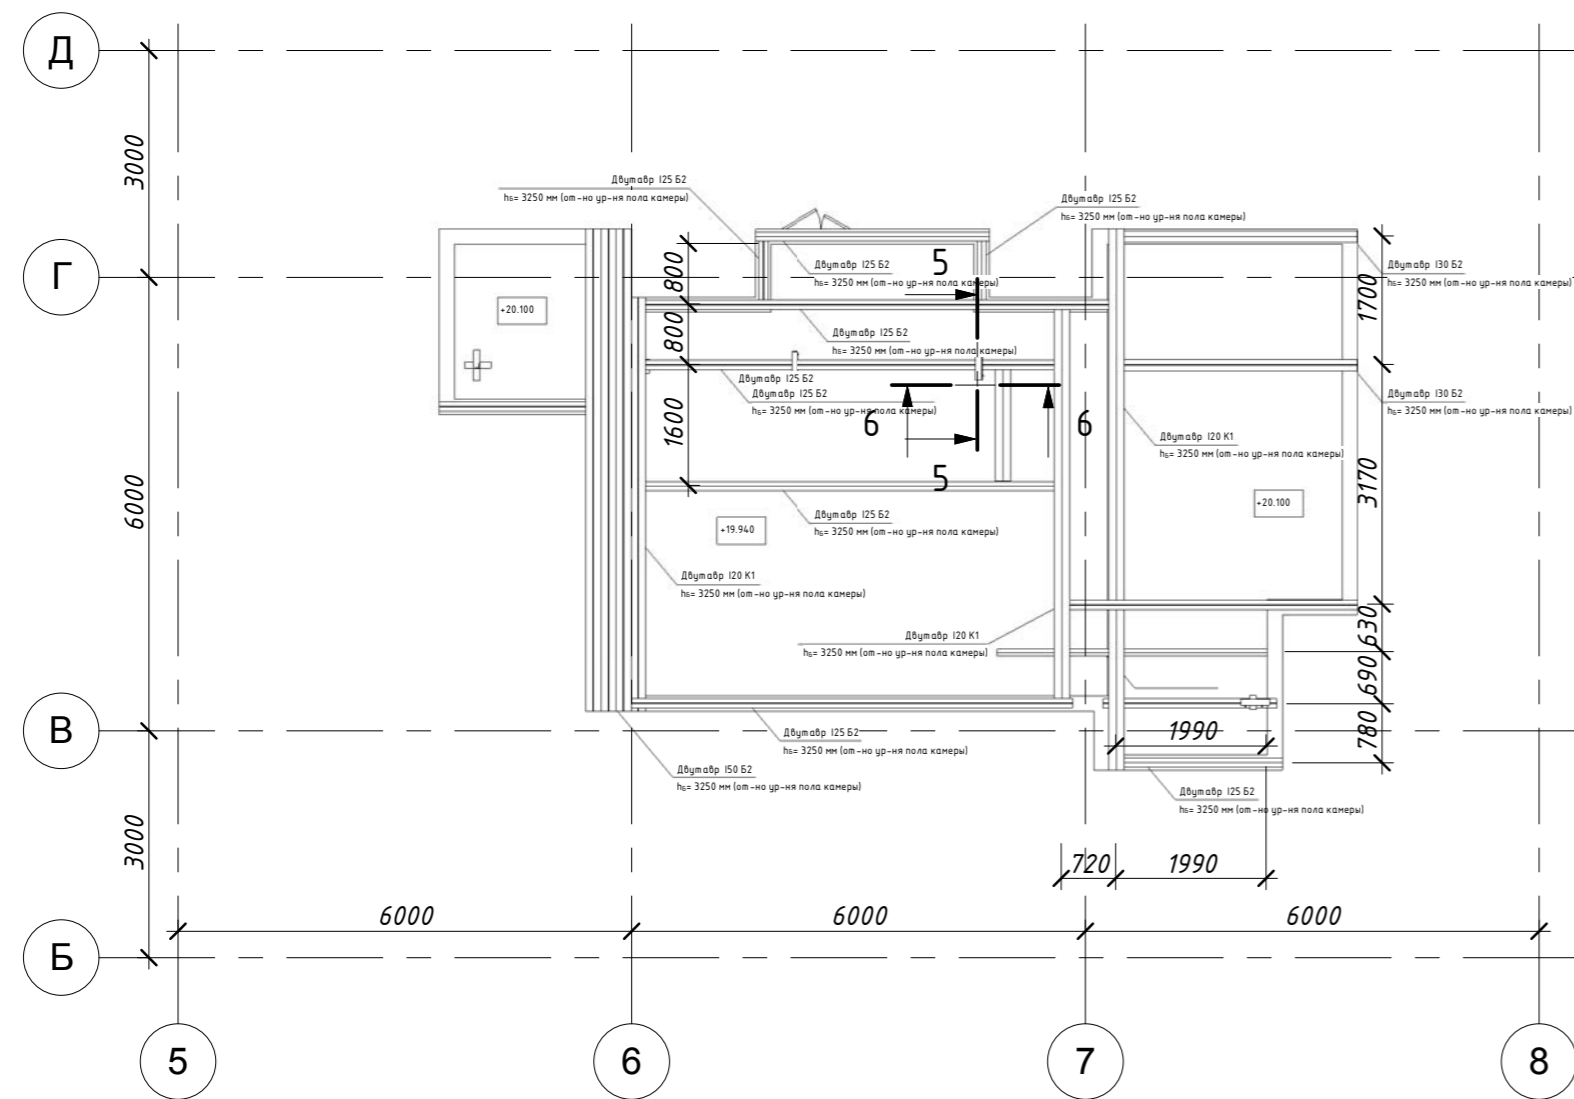 Д
3000
Двутавр I25 Б2
hб= 3250 мм (от-но ур-ня пола камеры)
Двутавр I25 Б2
hб= 3250 мм (от-но ур-ня пола камеры)
Г
800
Двутавр I25 Б2
hб= 3250 мм (от-но ур-ня пола камеры)
5
Двутавр I30 Б2
hб= 3250 мм (от-но ур-ня пола камеры)
1700
+20.100
800
Двутавр I25 Б2
hб= 3250 мм (от-но ур-ня пола камеры)
Двутавр I25 Б2
Двутавр I25 Б2
hб= 3250 мм (от-но ур-ня пола камеры)
Двутавр I30 Б2
hб= 3250 мм (от-но ур-ня пола камеры)
1600
6
6
Двутавр I20 К1
hб= 3250 мм (от-но ур-ня пола камеры)
5
3170
6000
+20.100
+19.940
Двутавр I25 Б2
hб= 3250 мм (от-но ур-ня пола камеры)
Двутавр I20 К1
hб= 3250 мм (от-но ур-ня пола камеры)
Двутавр I20 К1
hб= 3250 мм (от-но ур-ня пола камеры)
630
690
В
Двутавр I25 Б2
hб= 3250 мм (от-но ур-ня пола камеры)
1990
780
Двутавр I50 Б2
hб= 3250 мм (от-но ур-ня пола камеры)
Двутавр I25 Б2
hб= 3250 мм (от-но ур-ня пола камеры)
3000
720
1990
6000
6000
6000
Б
5
6
7
8